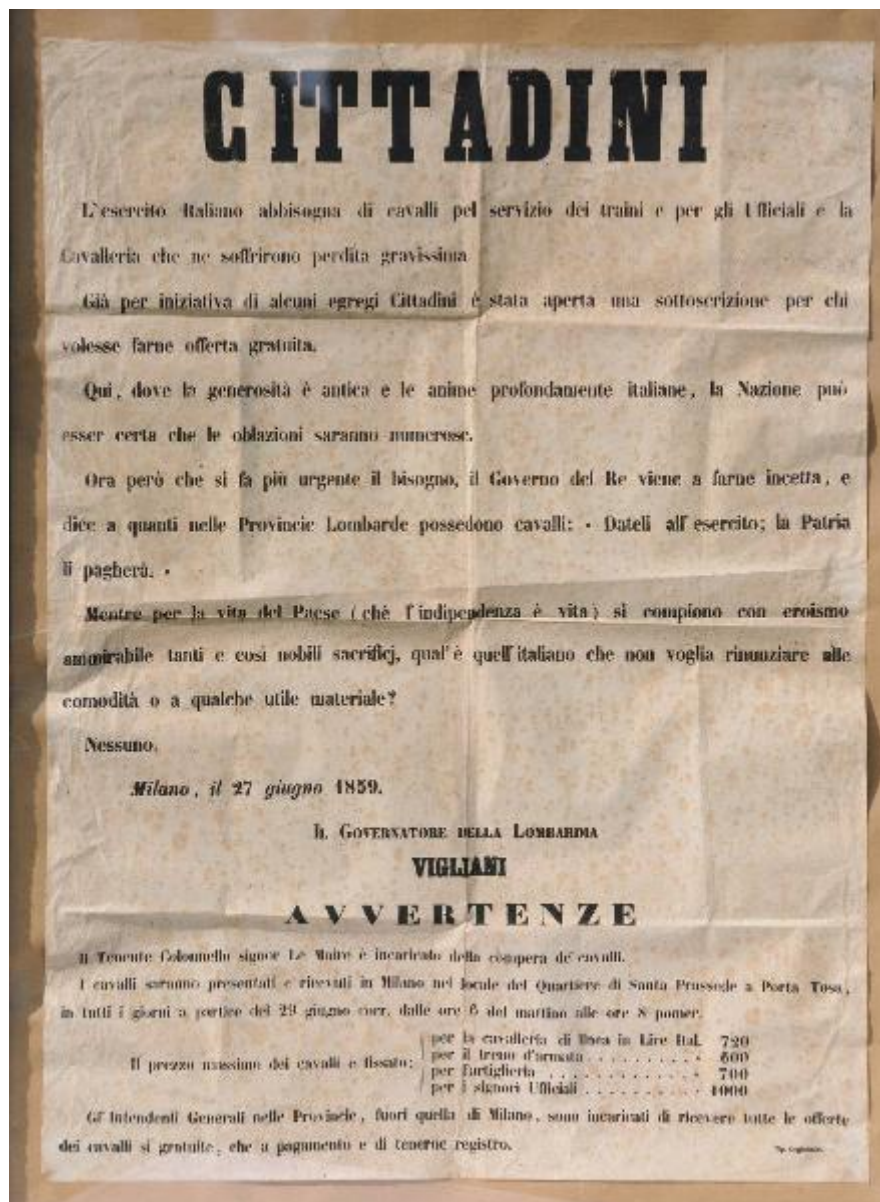 CITTADINI
L'esercito Italiano abbisogna di cavalli pel servizio dei traini e per gli Ufficiali e la
Cavalleria che ne soffrirono perdita gravissima
Già per iniziativa di alcuni egregi Cittadini è stata aperta una sottoscrizione per chi
volesse farne offerta gratuita.
Qui, dove la generosità è antica e le anime profondamente italiane, la Nazione può
esser certa che le oblazioni saranno numerose.
Ora però che si fa più urgente il bisogno, il Governo del Re viene a farne incetta, e
dice a quanti nelle Provincie Lombarde possedono cavalli: « Dateli all'esercito; la Patria
li pagherà. »
Mentre per la vita del Paese (chè l'indipendenza è vita) si compiono con eroismo
ammirabile tanti e così nobili sacrificj, qual'è quell'italiano che non voglia rinunziare alle
comodità o a qualche utile materiale?
Nessuno.
Milano, il 27 giugno 1859.
IL GOVERNATORE DELLA LOMBARDIA
VIGLIANI
AVVERTENZE
Il Tenente Colonnello signor Le Maire è incaricato della compera de' cavalli.
I cavalli saranno presentati e ricevuti in Milano nel locale del Quartiere di Santa Prassede a Porta Tosa,
in tutti i giorni a partire del 29 giugno corr. dalle ore 6 del mattino alle ore 8 pomer.
Il prezzo massimo dei cavalli è fissato:
per la cavalleria di linea in Lire Ital. 720
per il treno d'armata . . . . . . . . . 600
per l'artiglieria . . . . . . . . . . . . 700
per i signori Ufficiali . . . . . . . . . 1000
Gl' Intendenti Generali nelle Provincie, fuori quella di Milano, sono incaricati di ricevere tutte le offerte
dei cavalli sì gratuite, che a pagamento e di tenerne registro.